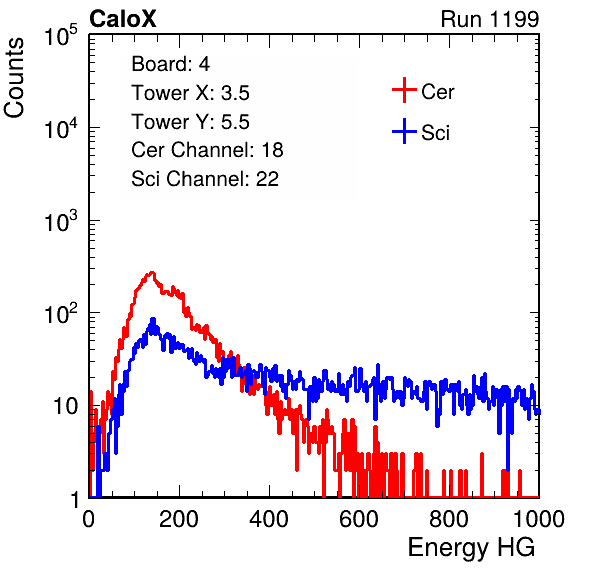 CaloX Run 1199
Counts
10^5
10^4
10^3
10^2
10
1
Board: 4
Tower X: 3.5
Tower Y: 5.5
Cer Channel: 18
Sci Channel: 22
Cer
Sci
0 200 400 600 800 1000
Energy HG